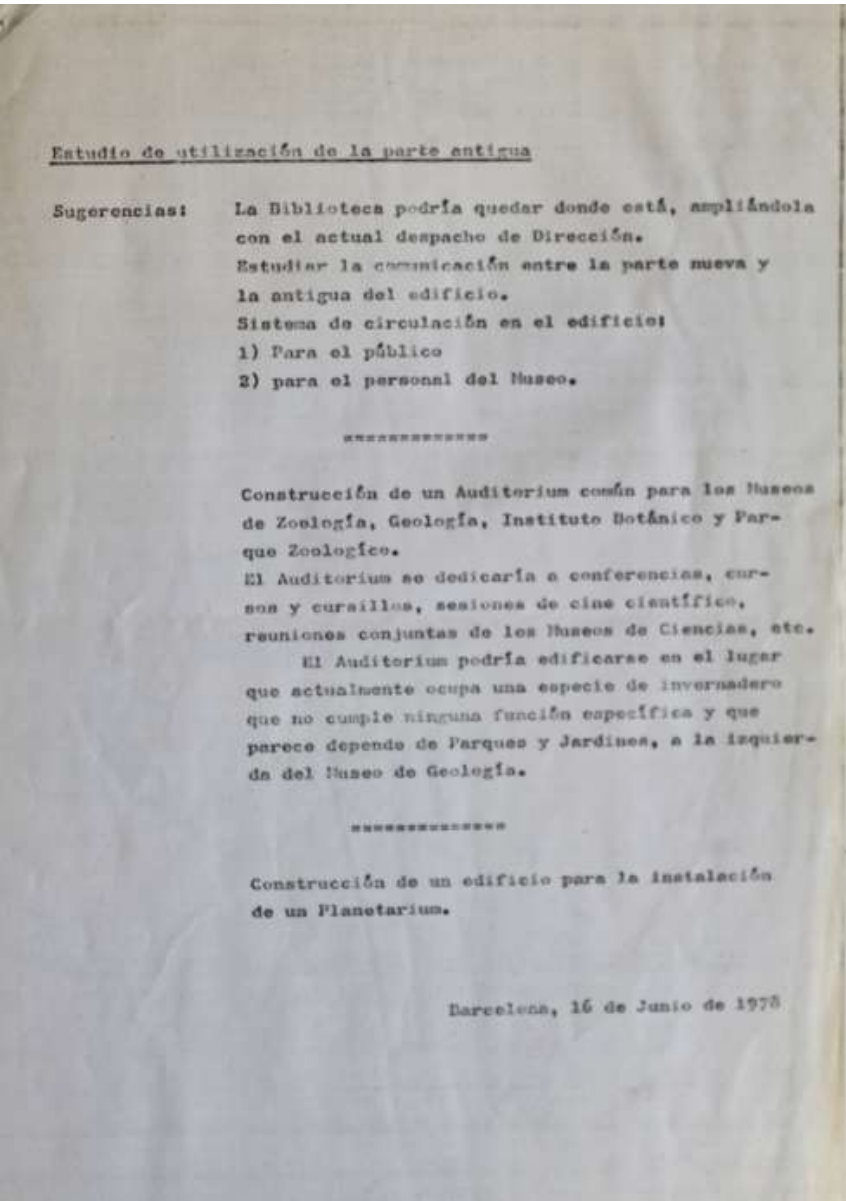 Estudio de utilización de la parte antigua
Sugerencias: La Biblioteca podría quedar donde está, ampliándola
con el actual despacho de Dirección.
Estudiar la comunicación entre la parte nueva y
la antigua del edificio.
Sistema de circulación en el edificio:
1) Para el público
2) para el personal del Museo.
=============
Construcción de un Auditorium común para los Museos
de Zoología, Geología, Instituto Botánico y Par-
que Zoologíco.
El Auditorium se dedicaría a conferencias, cur-
sos y cursillos, sesiones de cine científico,
reuniones conjuntas de los Museos de Ciencias, etc.
El Auditorium podría edificarse en el lugar
que actualmente ocupa una especie de invernadero
que no cumple ninguna función específica y que
parece depende de Parques y Jardines, a la izquier-
da del Museo de Geología.
==============
Construcción de un edificio para la instalación
de un Planetarium.
Barcelona, 16 de Junio de 1978